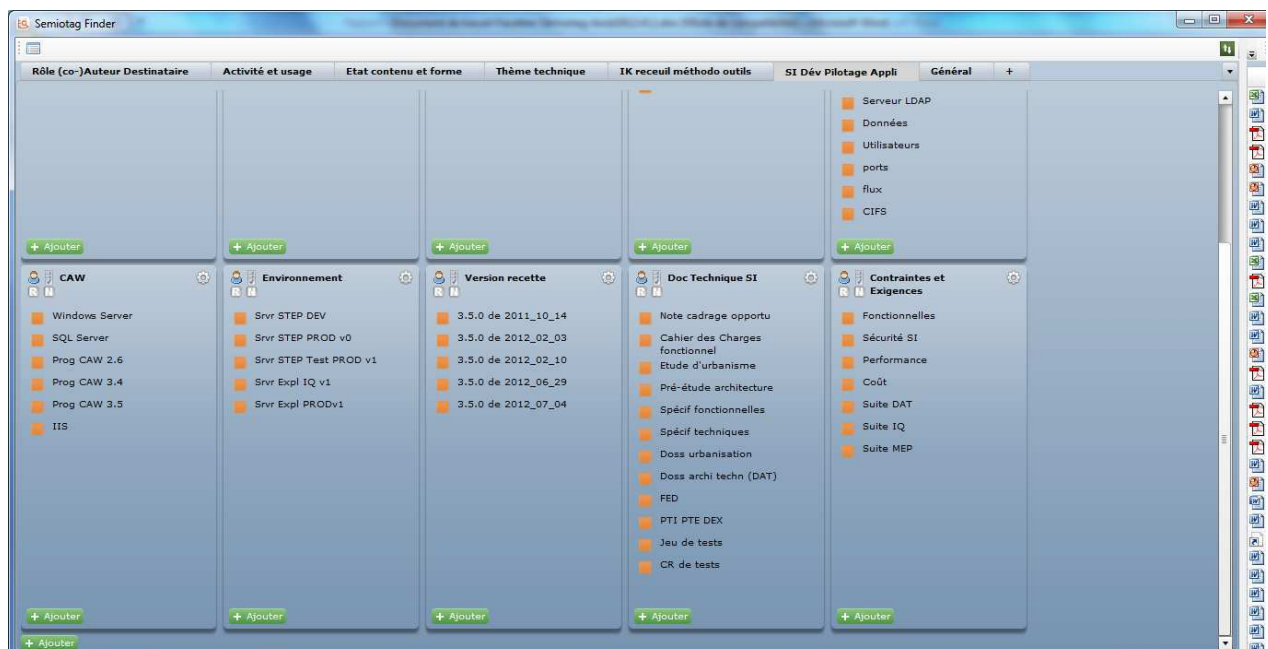 Semiotag Finder
Rôle (co-)Auteur Destinataire Activité et usage Etat contenu et forme Thème technique IK receuil méthodo outils SI Dév Pilotage Appli Général +
Serveur LDAP
Données
Utilisateurs
ports
flux
CIFS
+ Ajouter + Ajouter + Ajouter + Ajouter + Ajouter
CAW
Windows Server
SQL Server
Prog CAW 2.6
Prog CAW 3.4
Prog CAW 3.5
IIS
+ Ajouter
Environnement
Srvr STEP DEV
Srvr STEP PROD v0
Srvr STEP Test PROD v1
Srvr Expl IQ v1
Srvr Expl PRODv1
+ Ajouter
Version recette
3.5.0 de 2011_10_14
3.5.0 de 2012_02_03
3.5.0 de 2012_02_10
3.5.0 de 2012_06_29
3.5.0 de 2012_07_04
+ Ajouter
Doc Technique SI
Note cadrage opportu
Cahier des Charges
fonctionnel
Etude d'urbanisme
Pré-étude architecture
Spécif fonctionnelles
Spécif techniques
Doss urbanisation
Doss archi techn (DAT)
FED
PTI PTE DEX
Jeu de tests
CR de tests
+ Ajouter
Contraintes et
Exigences
Fonctionnelles
Sécurité SI
Performance
Coût
Suite DAT
Suite IQ
Suite MEP
+ Ajouter
+ Ajouter